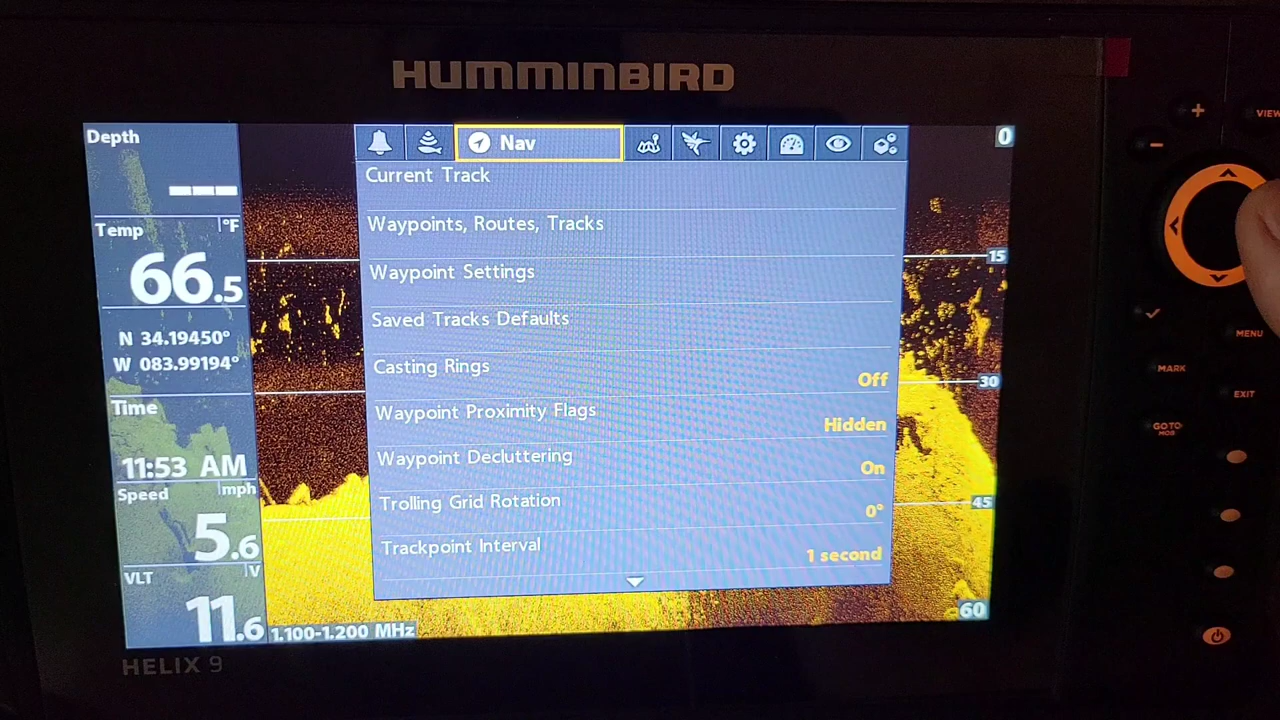 HUMMINBIRD
Depth
---
Temp °F
66.5
N 34.19450°
W 083.99194°
Time
11:53 AM
Speed mph
5.6
VLT V
11.6
Nav
Current Track
Waypoints, Routes, Tracks
Waypoint Settings
Saved Tracks Defaults
Casting Rings
Off
Waypoint Proximity Flags
Hidden
Waypoint Decluttering
On
Trolling Grid Rotation
0°
Trackpoint Interval
1 second
0
15
30
45
60
1.100-1.200 MHz
HELIX 9
+
VIEW
-
MENU
MARK
EXIT
GO TO
MOB